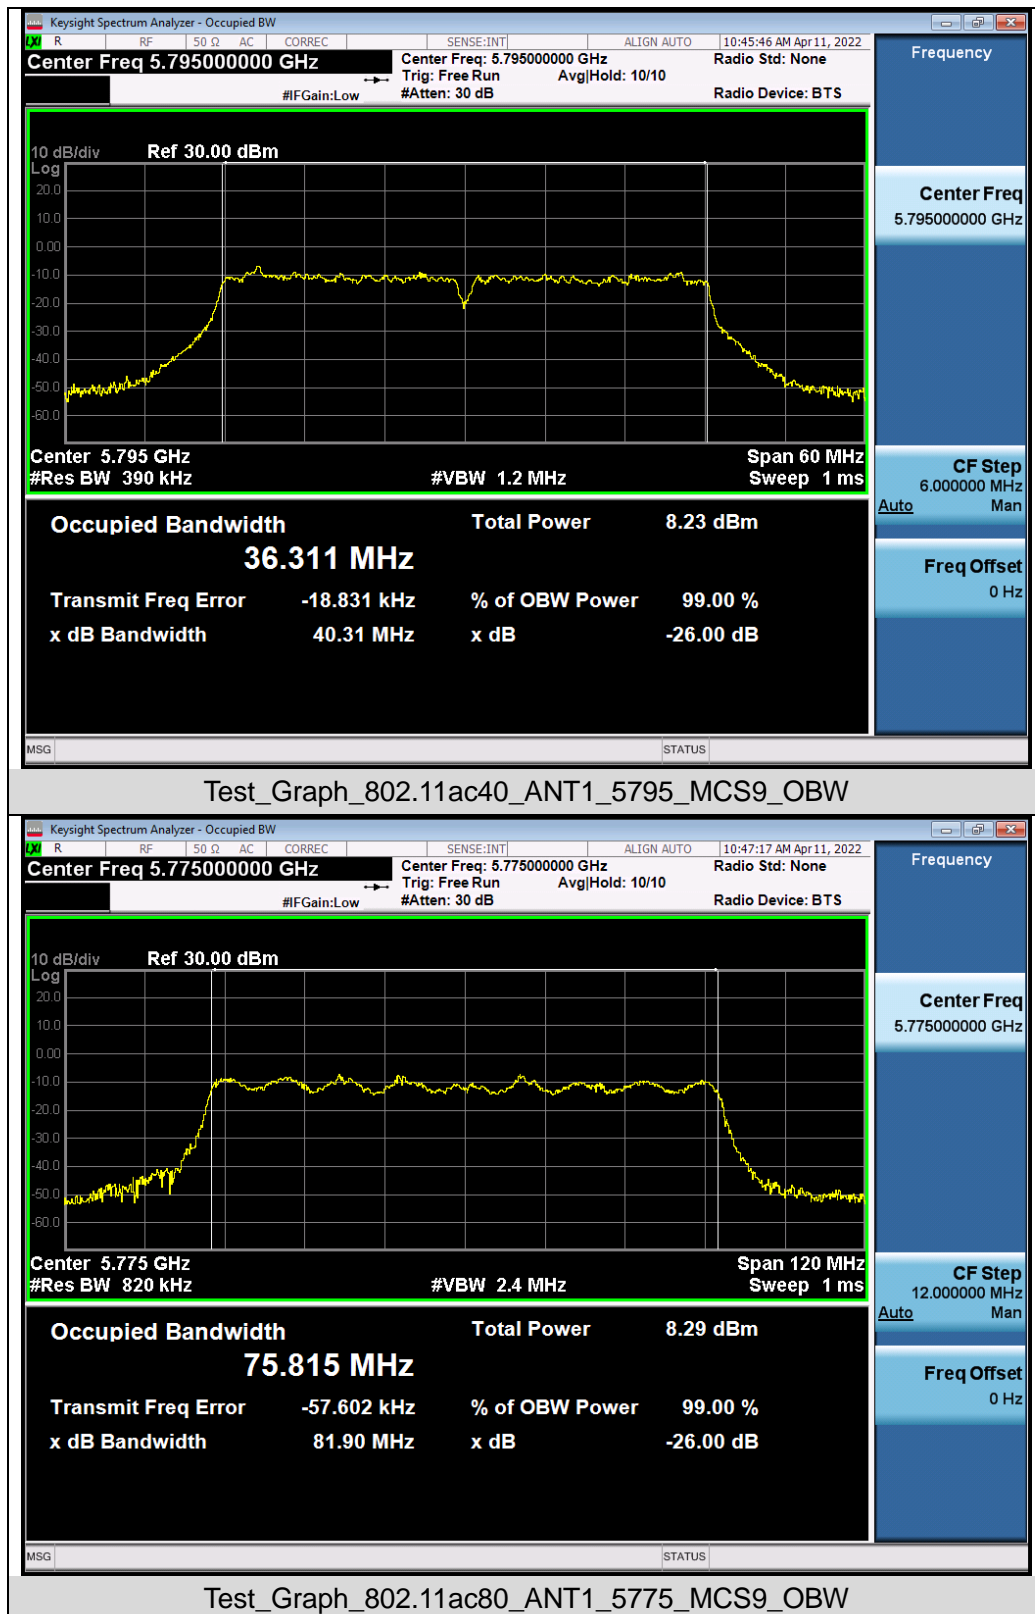 Keysight Spectrum Analyzer - Occupied BW
LXI R RF 50 Ω AC CORREC SENSE:INT ALIGN AUTO 10:45:46 AM Apr 11, 2022
Center Freq 5.795000000 GHz
Center Freq: 5.795000000 GHz Radio Std: None
Trig: Free Run Avg|Hold: 10/10
#IFGain:Low #Atten: 30 dB Radio Device: BTS
Frequency
10 dB/div Ref 30.00 dBm
Log
20.0
10.0
0.00
-10.0
-20.0
-30.0
-40.0
-50.0
-60.0
Center 5.795 GHz Span 60 MHz
#Res BW 390 kHz #VBW 1.2 MHz Sweep 1 ms
Center Freq
5.795000000 GHz
CF Step
6.000000 MHz
Auto Man
Freq Offset
0 Hz
Occupied Bandwidth Total Power 8.23 dBm
36.311 MHz
Transmit Freq Error -18.831 kHz % of OBW Power 99.00 %
x dB Bandwidth 40.31 MHz x dB -26.00 dB
MSG STATUS
Test_Graph_802.11ac40_ANT1_5795_MCS9_OBW
Keysight Spectrum Analyzer - Occupied BW
LXI R RF 50 Ω AC CORREC SENSE:INT ALIGN AUTO 10:47:17 AM Apr 11, 2022
Center Freq 5.775000000 GHz
Center Freq: 5.775000000 GHz Radio Std: None
Trig: Free Run Avg|Hold: 10/10
#IFGain:Low #Atten: 30 dB Radio Device: BTS
Frequency
10 dB/div Ref 30.00 dBm
Log
20.0
10.0
0.00
-10.0
-20.0
-30.0
-40.0
-50.0
-60.0
Center 5.775 GHz Span 120 MHz
#Res BW 820 kHz #VBW 2.4 MHz Sweep 1 ms
Center Freq
5.775000000 GHz
CF Step
12.000000 MHz
Auto Man
Freq Offset
0 Hz
Occupied Bandwidth Total Power 8.29 dBm
75.815 MHz
Transmit Freq Error -57.602 kHz % of OBW Power 99.00 %
x dB Bandwidth 81.90 MHz x dB -26.00 dB
MSG STATUS
Test_Graph_802.11ac80_ANT1_5775_MCS9_OBW